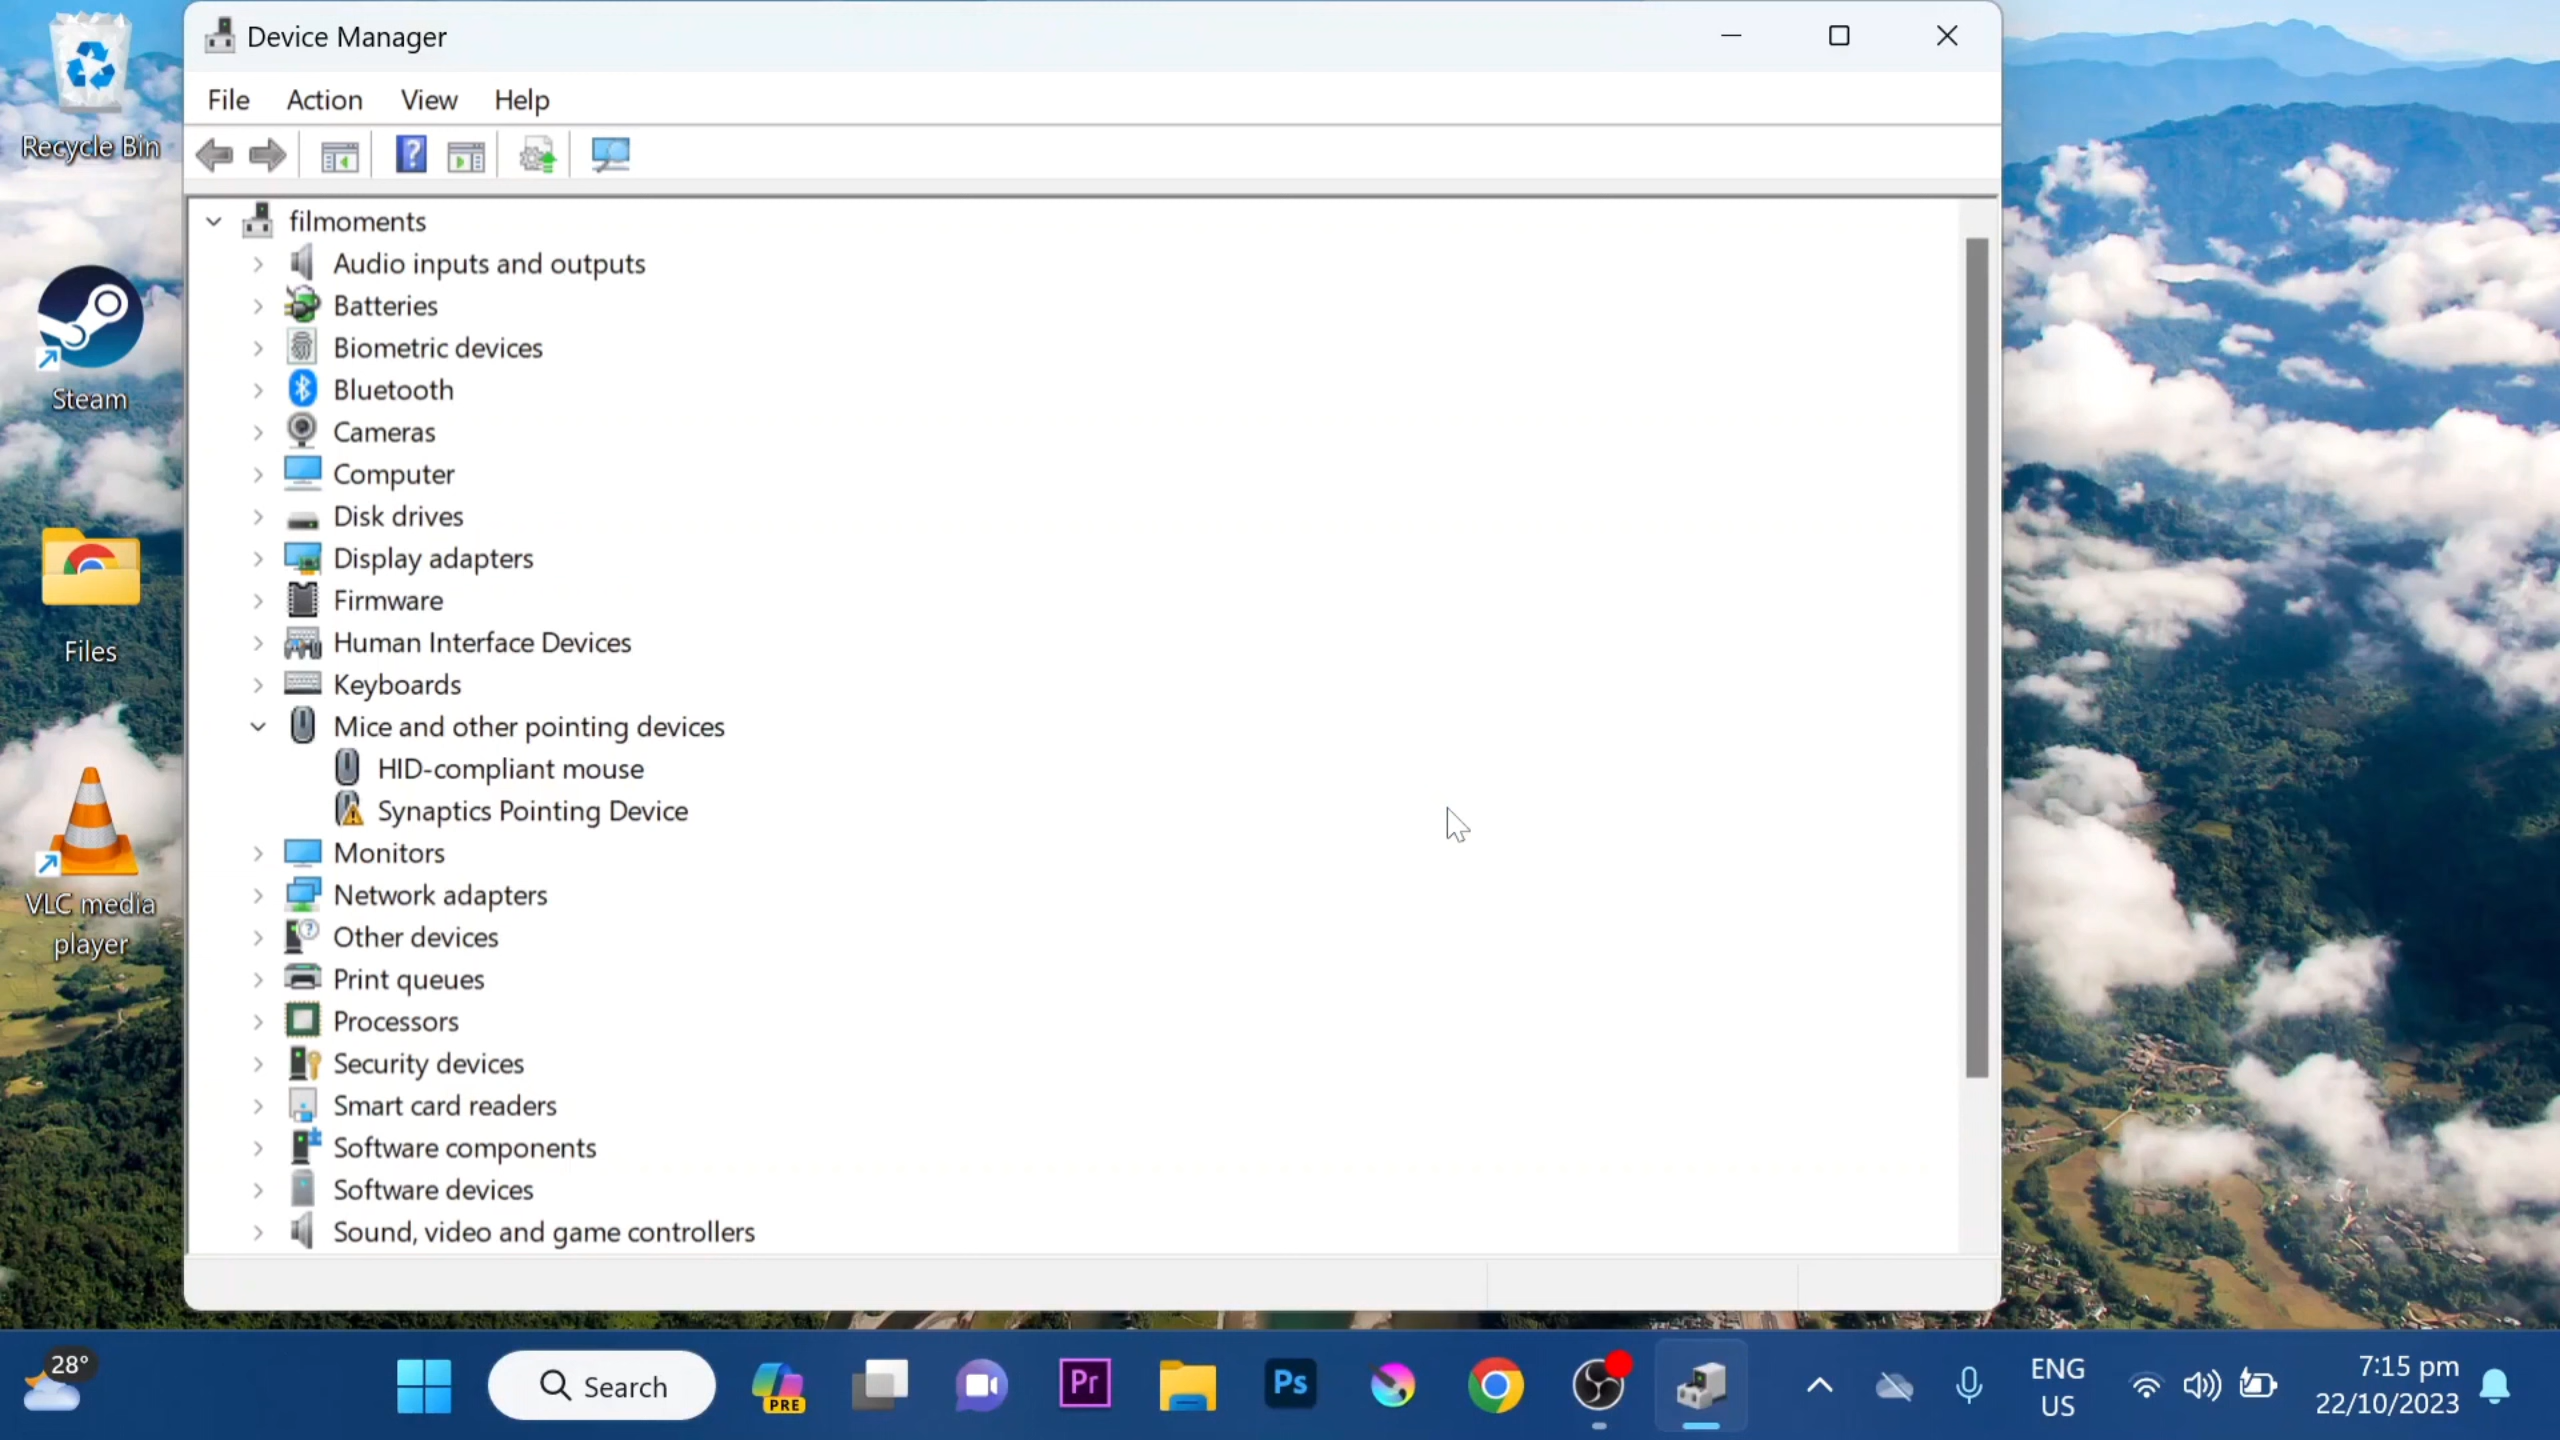 Device Manager
File Action View Help
filmoments
Audio inputs and outputs
Batteries
Biometric devices
Bluetooth
Cameras
Computer
Disk drives
Display adapters
Firmware
Human Interface Devices
Keyboards
Mice and other pointing devices
HID-compliant mouse
Synaptics Pointing Device
Monitors
Network adapters
Other devices
Print queues
Processors
Security devices
Smart card readers
Software components
Software devices
Sound, video and game controllers
Recycle Bin
Steam
Files
VLC media
player
28°
Search
PRE
Pr
Ps
ENG
US
7:15 pm
22/10/2023